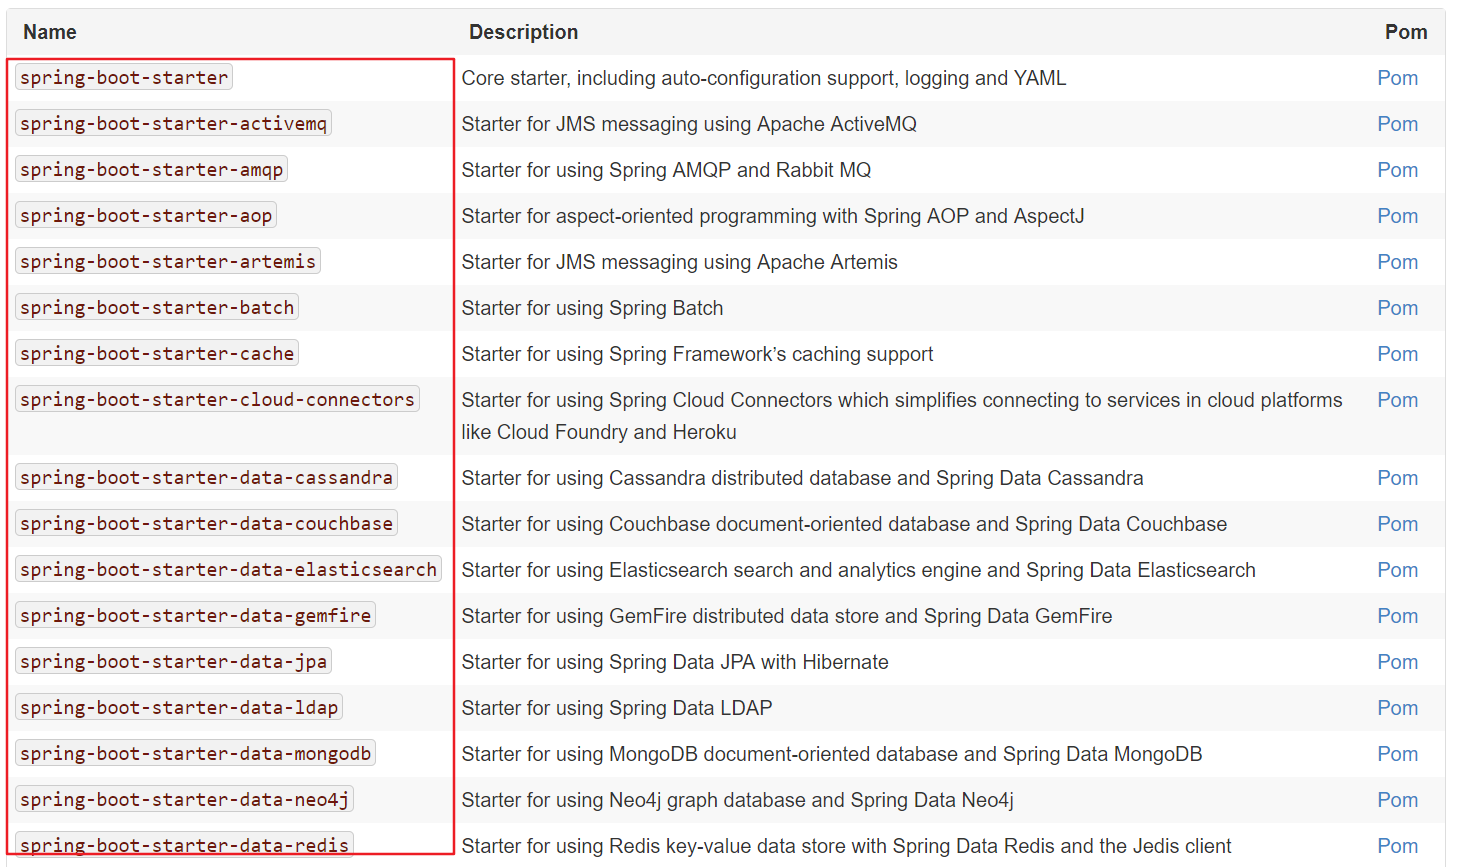 Name Description Pom
spring-boot-starter Core starter, including auto-configuration support, logging and YAML Pom
spring-boot-starter-activemq Starter for JMS messaging using Apache ActiveMQ Pom
spring-boot-starter-amqp Starter for using Spring AMQP and Rabbit MQ Pom
spring-boot-starter-aop Starter for aspect-oriented programming with Spring AOP and AspectJ Pom
spring-boot-starter-artemis Starter for JMS messaging using Apache Artemis Pom
spring-boot-starter-batch Starter for using Spring Batch Pom
spring-boot-starter-cache Starter for using Spring Framework’s caching support Pom
spring-boot-starter-cloud-connectors Starter for using Spring Cloud Connectors which simplifies connecting to services in cloud platforms Pom
like Cloud Foundry and Heroku
spring-boot-starter-data-cassandra Starter for using Cassandra distributed database and Spring Data Cassandra Pom
spring-boot-starter-data-couchbase Starter for using Couchbase document-oriented database and Spring Data Couchbase Pom
spring-boot-starter-data-elasticsearch Starter for using Elasticsearch search and analytics engine and Spring Data Elasticsearch Pom
spring-boot-starter-data-gemfire Starter for using GemFire distributed data store and Spring Data GemFire Pom
spring-boot-starter-data-jpa Starter for using Spring Data JPA with Hibernate Pom
spring-boot-starter-data-ldap Starter for using Spring Data LDAP Pom
spring-boot-starter-data-mongodb Starter for using MongoDB document-oriented database and Spring Data MongoDB Pom
spring-boot-starter-data-neo4j Starter for using Neo4j graph database and Spring Data Neo4j Pom
spring-boot-starter-data-redis Starter for using Redis key-value data store with Spring Data Redis and the Jedis client Pom